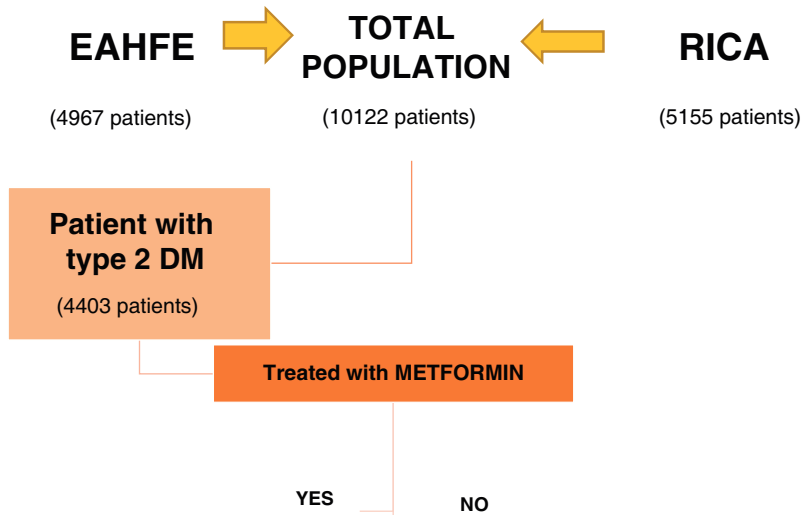 EAHFE
TOTAL
POPULATION
RICA
(4967 patients)
(10122 patients)
(5155 patients)
Patient with
type 2 DM
(4403 patients)
Treated with METFORMIN
YES
NO